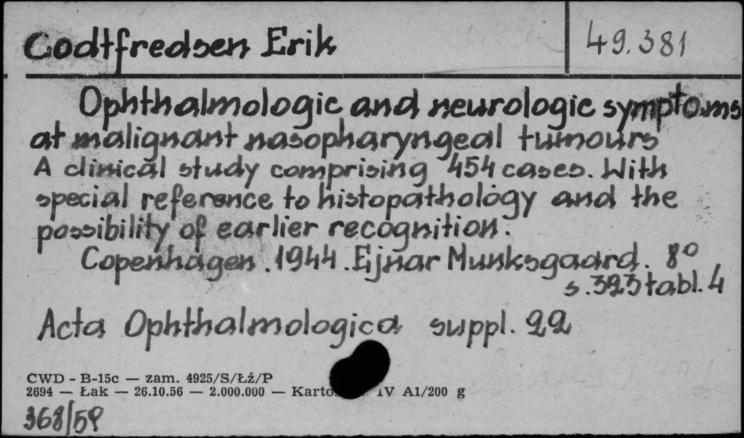 Godtfredsen Erik
49.381
Ophthalmologic and neurologic symptoms
at malignant nasopharyngeal tumours
A clinical study comprising 454 cases. With
special reference to histopathology and the
possibility of earlier recognition.
Copenhagen. 1944. Ejnar Munksgaard. 8°
s. 323 tabl. 4
Acta Ophthalmologica suppl. 22
CWD - B-15c — zam. 4925/S/Łż/P
2694 — Łak — 26.10.56 — 2.000.000 — IV A1/200 g
368/59